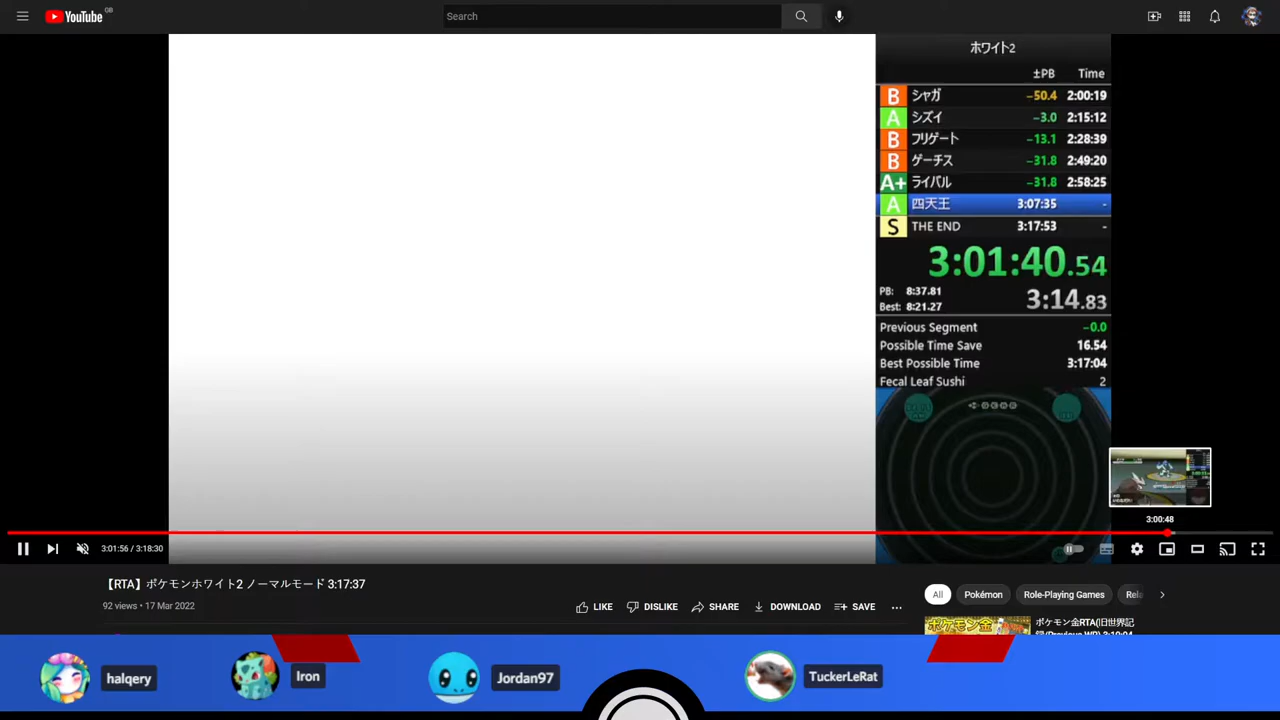 YouTube GB
Search
ホワイト2
±PB Time
B シャガ −50.4 2:00:19
A シズイ −3.0 2:15:12
B フリゲート −13.1 2:28:39
B ゲーチス −31.8 2:49:20
A+ ライバル −31.8 2:58:25
A 四天王 3:07:35 -
S THE END 3:17:53 -
3:01:40.54
PB: 8:37.81
Best: 8:21.27
3:14.83
Previous Segment −0.0
Possible Time Save 16.54
Best Possible Time 3:17:04
Fecal Leaf Sushi 2
3:00:48
3:01:56 / 3:18:30
【RTA】ポケモンホワイト2 ノーマルモード 3:17:37
92 views • 17 Mar 2022
LIKE DISLIKE SHARE DOWNLOAD SAVE
All Pokémon Role-Playing Games
ポケモン金RTA(旧世界記
halqery Iron Jordan97 TuckerLeRat